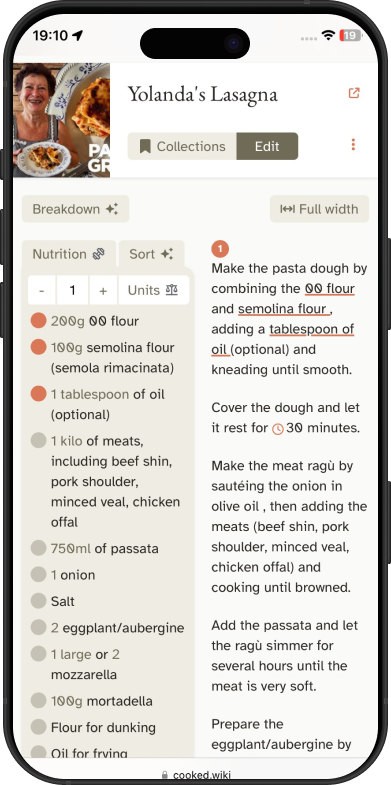 19:10
19
PA
GR
Yolanda's Lasagna
Collections
Edit
Breakdown
Full width
Nutrition
Sort
- 1 +
Units
200g 00 flour
100g semolina flour
(semola rimacinata)
1 tablespoon of oil
(optional)
1 kilo of meats,
including beef shin,
pork shoulder,
minced veal, chicken
offal
750ml of passata
1 onion
Salt
2 eggplant/aubergine
1 large or 2
mozzarella
100g mortadella
Flour for dunking
Oil for frying
1
Make the pasta dough by
combining the 00 flour
and semolina flour ,
adding a tablespoon of
oil (optional) and
kneading until smooth.
Cover the dough and let
it rest for 30 minutes.
Make the meat ragù by
sautéing the onion in
olive oil , then adding the
meats (beef shin, pork
shoulder, minced veal,
chicken offal) and
cooking until browned.
Add the passata and let
the ragù simmer for
several hours until the
meat is very soft.
Prepare the
eggplant/aubergine by
cooked.wiki